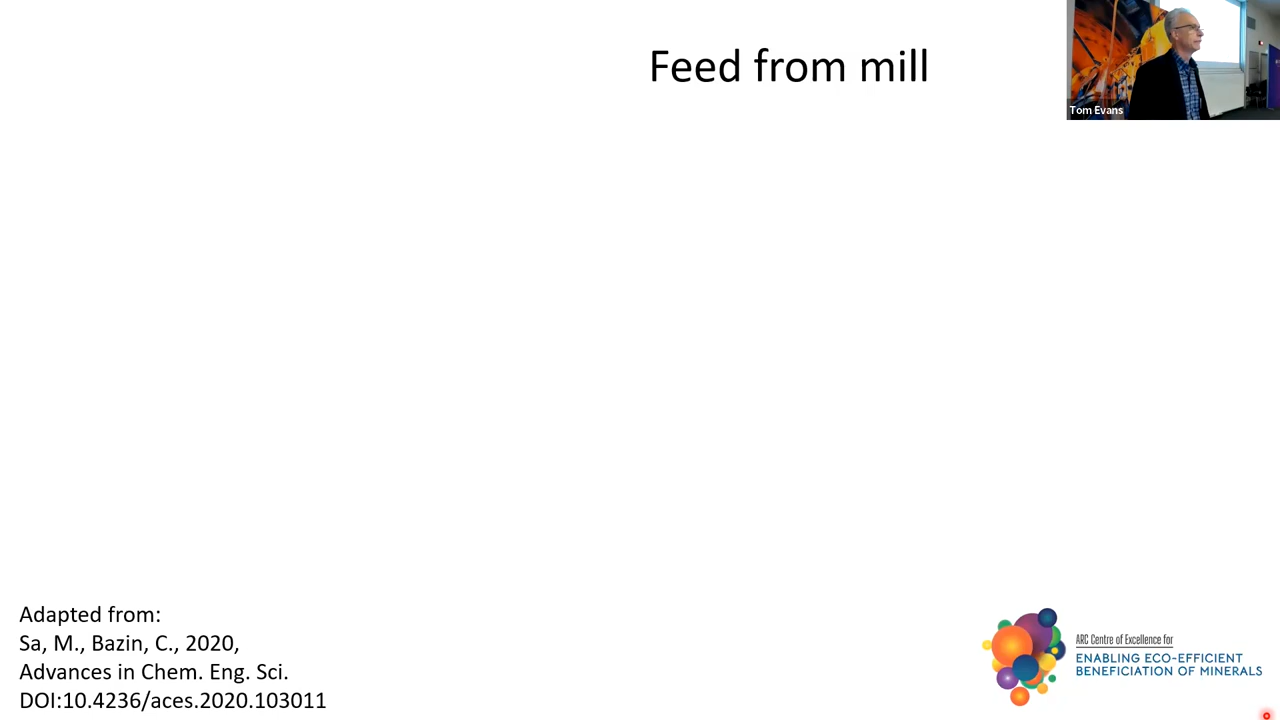 Feed from mill
Tom Evans
Adapted from:
Sa, M., Bazin, C., 2020,
Advances in Chem. Eng. Sci.
DOI:10.4236/aces.2020.103011
ARC Centre of Excellence for
ENABLING ECO-EFFICIENT
BENEFICIATION OF MINERALS